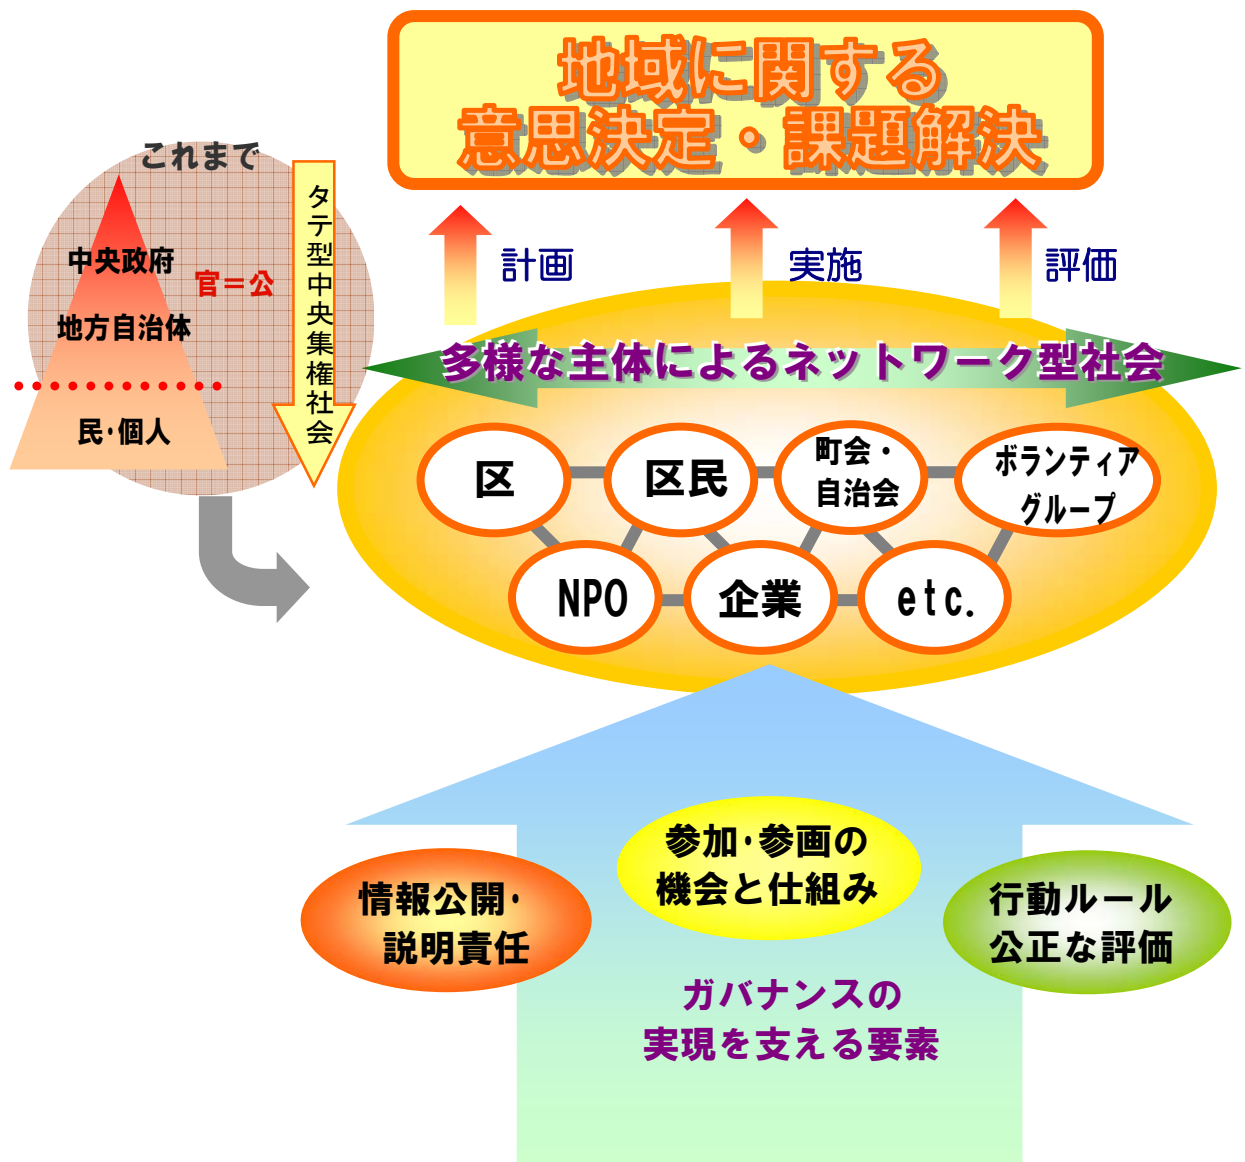 地域に関する
意思決定・課題解決
これまで
中央政府
官＝公
地方自治体
民･個人
タテ型中央集権社会
計画
実施
評価
多様な主体によるネットワーク型社会
区
区民
町会・
自治会
ボランティア
グループ
NPO
企業
etc.
参加･参画の
機会と仕組み
情報公開･
説明責任
行動ルール
公正な評価
ガバナンスの
実現を支える要素